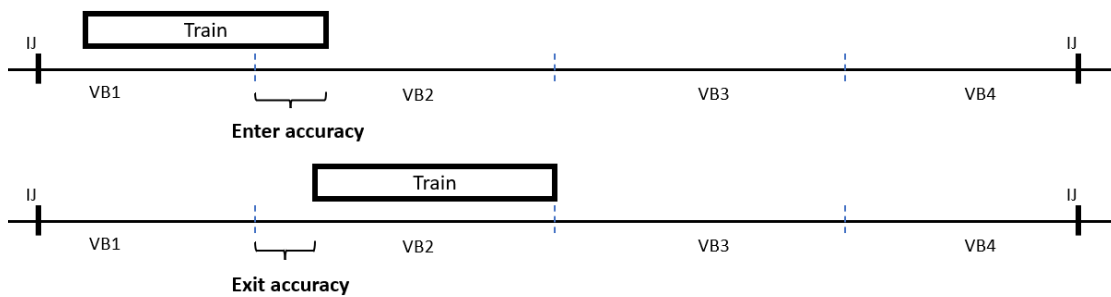 Train
IJ IJ
VB1 VB2 VB3 VB4
Enter accuracy
Train
IJ IJ
VB1 VB2 VB3 VB4
Exit accuracy